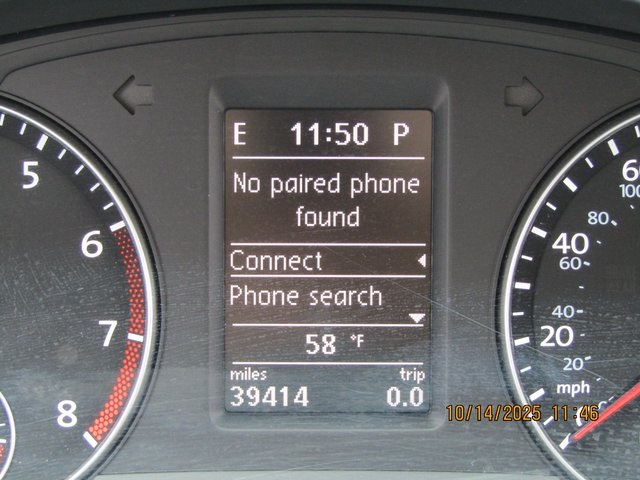 E 11:50 P
No paired phone
found
Connect
Phone search
58 °F
miles trip
39414 0.0
5
6
7
8
60
100
80
40
60
40
20
20
mph
10/14/2025 11:46